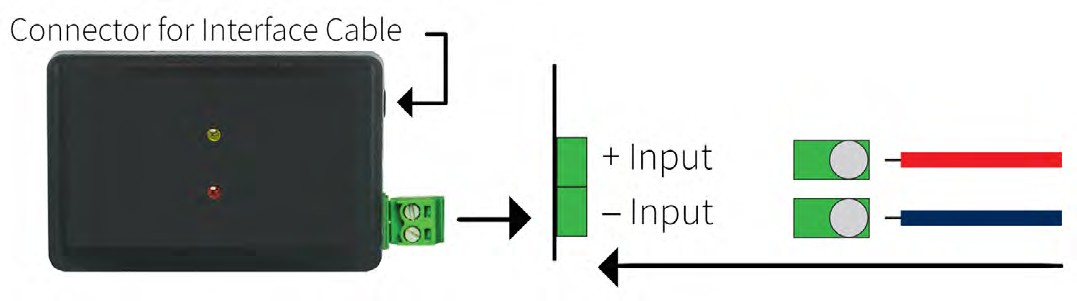 Connector for Interface Cable
+ Input
– Input